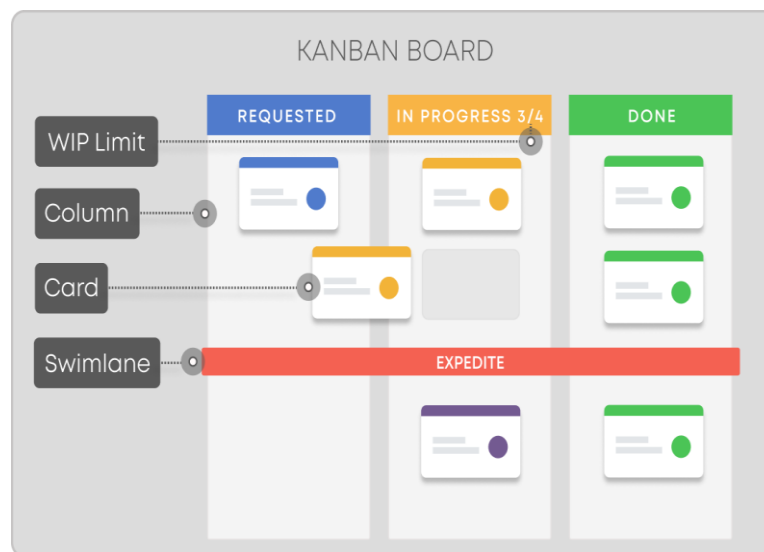 KANBAN BOARD
REQUESTED
IN PROGRESS 3/4
DONE
WIP Limit
Column
Card
Swimlane
EXPEDITE